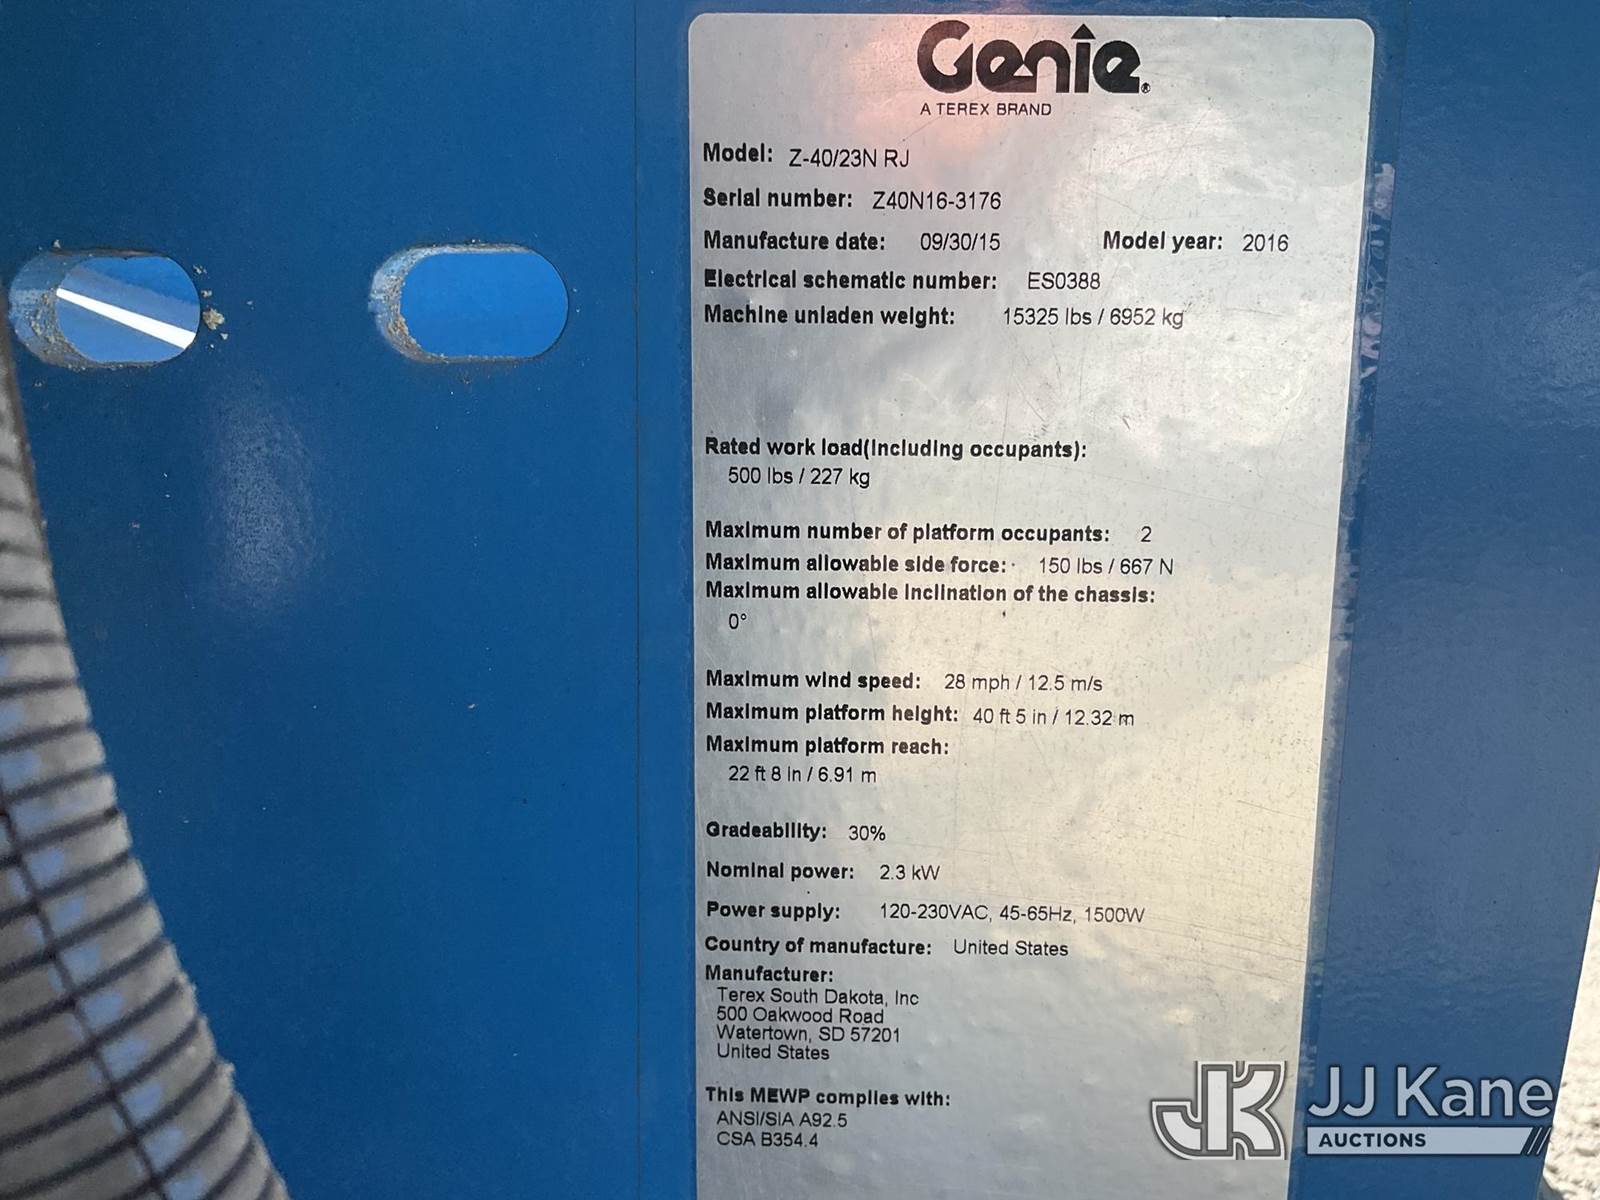 Genie®
A TEREX BRAND
Model: Z-40/23N RJ
Serial number: Z40N16-3176
Manufacture date: 09/30/15 Model year: 2016
Electrical schematic number: ES0388
Machine unladen weight: 15325 lbs / 6952 kg
Rated work load(including occupants):
500 lbs / 227 kg
Maximum number of platform occupants: 2
Maximum allowable side force: 150 lbs / 667 N
Maximum allowable inclination of the chassis:
0°
Maximum wind speed: 28 mph / 12.5 m/s
Maximum platform height: 40 ft 5 in / 12.32 m
Maximum platform reach:
22 ft 8 in / 6.91 m
Gradeability: 30%
Nominal power: 2.3 kW
Power supply: 120-230VAC, 45-65Hz, 1500W
Country of manufacture: United States
Manufacturer:
Terex South Dakota, Inc
500 Oakwood Road
Watertown, SD 57201
United States
This MEWP complies with:
ANSI/SIA A92.5
CSA B354.4
JK JJ Kane
AUCTIONS